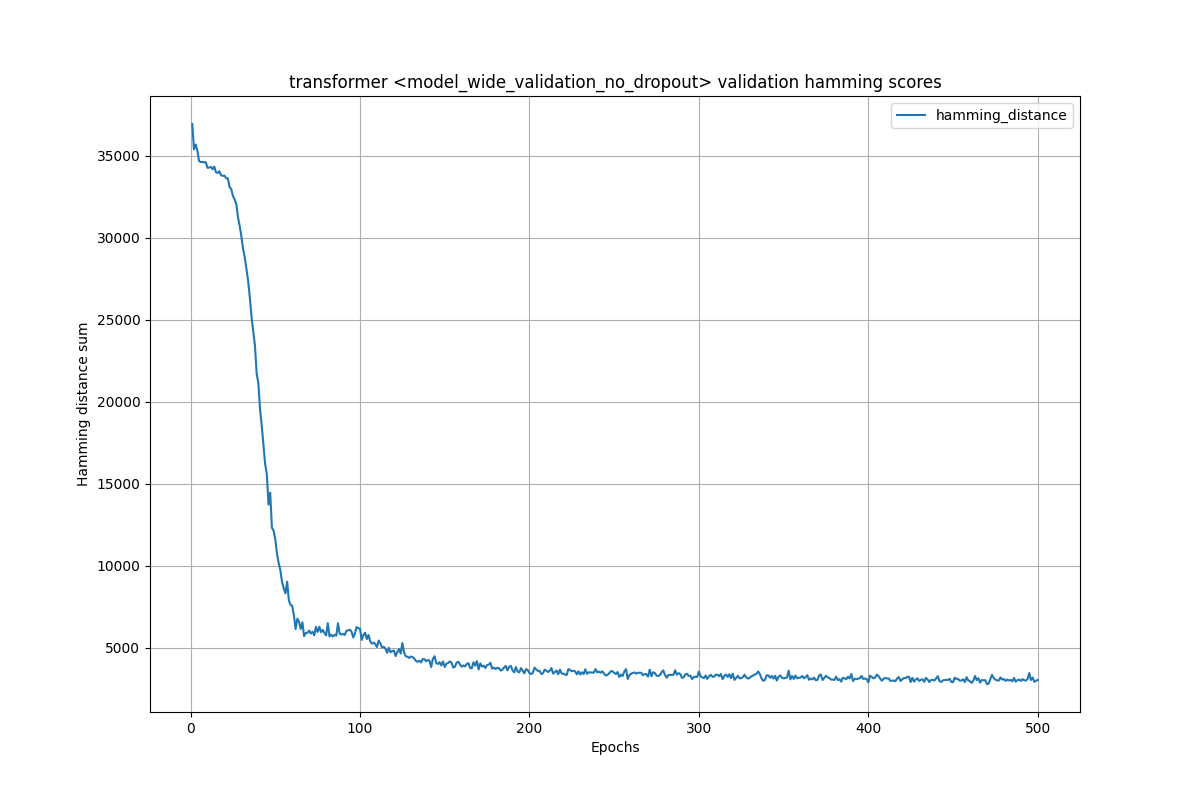 transformer <model_wide_validation_no_dropout> validation hamming scores
hamming_distance
35000
30000
25000
20000
15000
10000
5000
Hamming distance sum
0 100 200 300 400 500
Epochs